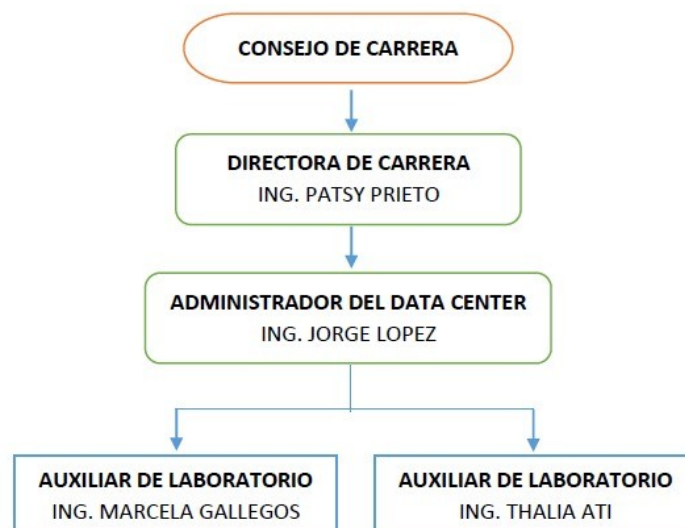 CONSEJO DE CARRERA
DIRECTORA DE CARRERA
ING. PATSY PRIETO
ADMINISTRADOR DEL DATA CENTER
ING. JORGE LOPEZ
AUXILIAR DE LABORATORIO
ING. MARCELA GALLEGOS
AUXILIAR DE LABORATORIO
ING. THALIA ATI